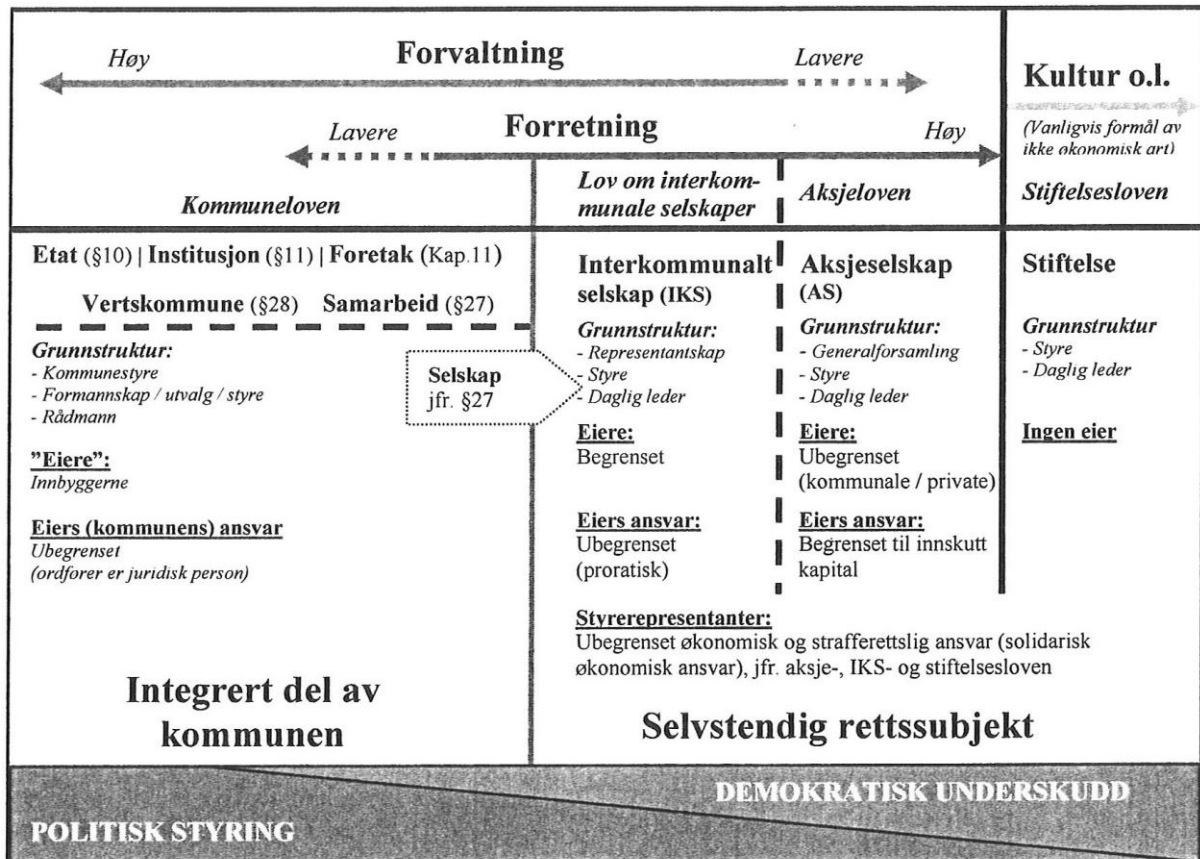 Høy Forvaltning Lavere
Lavere Forretning Høy
Kultur o.l.
(Vanligvis formål av
ikke økonomisk art)
Kommuneloven
Lov om interkom-
munale selskaper
Aksjeloven
Stiftelsesloven
Etat (§10) | Institusjon (§11) | Foretak (Kap.11)
Vertskommune (§28) Samarbeid (§27)
Grunnstruktur:
- Kommunestyre
- Formannskap / utvalg / styre
- Rådmann
"Eiere":
Innbyggerne
Eiers (kommunens) ansvar
Ubegrenset
(ordfører er juridisk person)
Selskap
jfr. §27
Interkommunalt
selskap (IKS)
Grunnstruktur:
- Representantskap
- Styre
- Daglig leder
Eiere:
Begrenset
Eiers ansvar:
Ubegrenset
(proratisk)
Aksjeselskap
(AS)
Grunnstruktur:
- Generalforsamling
- Styre
- Daglig leder
Eiere:
Ubegrenset
(kommunale / private)
Eiers ansvar:
Begrenset til innskutt
kapital
Stiftelse
Grunnstruktur
- Styre
- Daglig leder
Ingen eier
Styrerepresentanter:
Ubegrenset økonomisk og strafferettslig ansvar (solidarisk
økonomisk ansvar), jfr. aksje-, IKS- og stiftelsesloven
Integrert del av
kommunen
Selvstendig rettssubjekt
DEMOKRATISK UNDERSKUDD
POLITISK STYRING